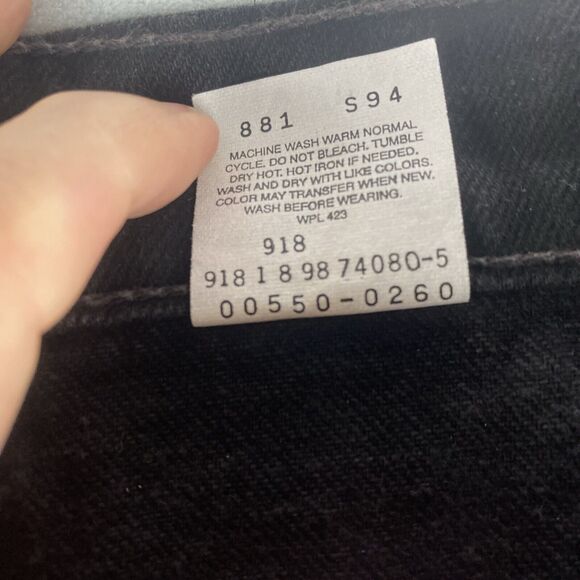 881 S94
MACHINE WASH WARM NORMAL
CYCLE. DO NOT BLEACH. TUMBLE
DRY HOT. HOT IRON IF NEEDED.
WASH AND DRY WITH LIKE COLORS.
COLOR MAY TRANSFER WHEN NEW.
WASH BEFORE WEARING.
WPL 423
918
918 1 8 98 74080-5
00550-0260